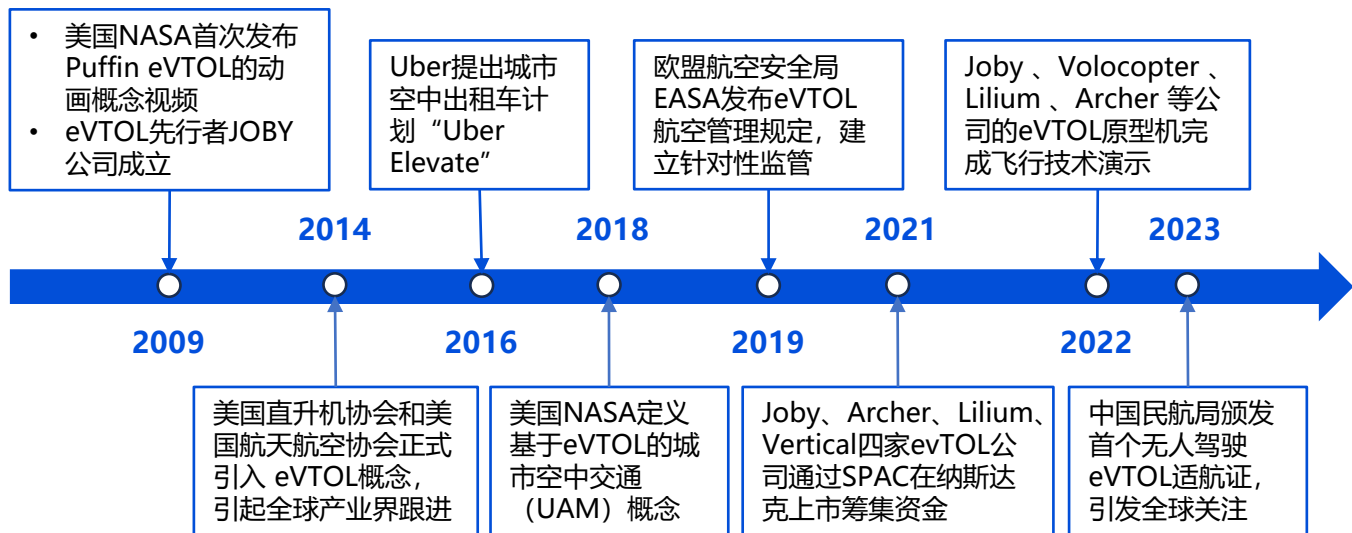 • 美国NASA首次发布
Puffin eVTOL的动
画概念视频
• eVTOL先行者JOBY
公司成立
Uber提出城市
空中出租车计
划“Uber
Elevate”
欧盟航空安全局
EASA发布eVTOL
航空管理规定，建
立针对性监管
Joby 、Volocopter 、
Lilium 、Archer 等公
司的eVTOL原型机完
成飞行技术演示
2014
2018
2021
2023
2009
2016
2019
2022
美国直升机协会和美
国航天航空协会正式
引入 eVTOL概念，
引起全球产业界跟进
美国NASA定义
基于eVTOL的城
市空中交通
（UAM）概念
Joby、Archer、Lilium、
Vertical四家evTOL公
司通过SPAC在纳斯达
克上市筹集资金
中国民航局颁发
首个无人驾驶
eVTOL适航证，
引发全球关注